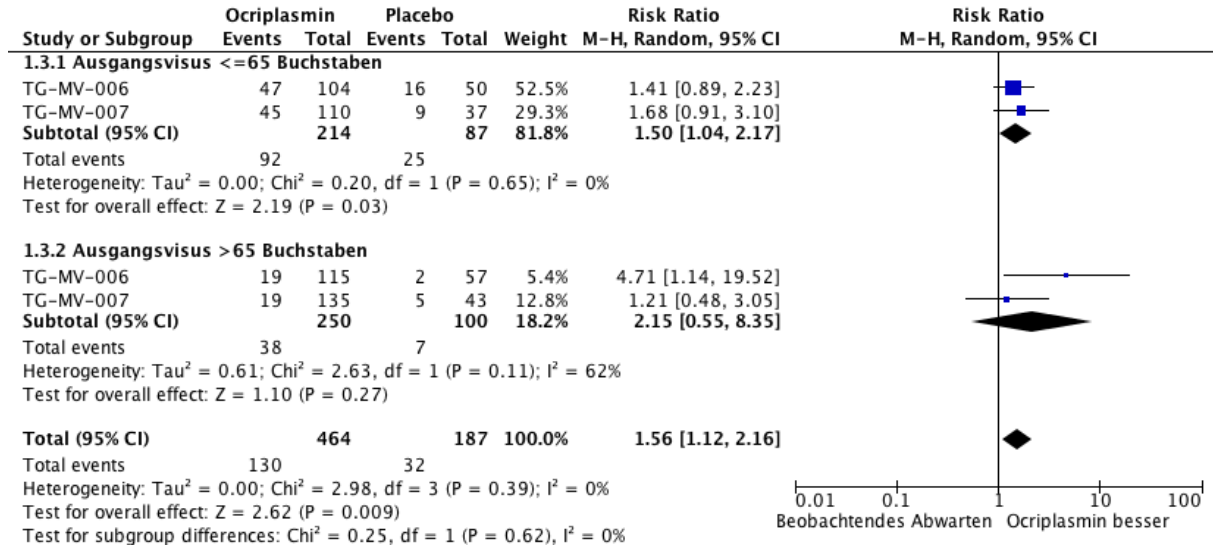 Ocriplasmin Placebo Risk Ratio Risk Ratio
Study or Subgroup Events Total Events Total Weight M-H, Random, 95% CI M-H, Random, 95% CI
1.3.1 Ausgangsvisus <=65 Buchstaben
TG-MV-006 47 104 16 50 52.5% 1.41 [0.89, 2.23]
TG-MV-007 45 110 9 37 29.3% 1.68 [0.91, 3.10]
Subtotal (95% CI) 214 87 81.8% 1.50 [1.04, 2.17]
Total events 92 25
Heterogeneity: Tau² = 0.00; Chi² = 0.20, df = 1 (P = 0.65); I² = 0%
Test for overall effect: Z = 2.19 (P = 0.03)
1.3.2 Ausgangsvisus >65 Buchstaben
TG-MV-006 19 115 2 57 5.4% 4.71 [1.14, 19.52]
TG-MV-007 19 135 5 43 12.8% 1.21 [0.48, 3.05]
Subtotal (95% CI) 250 100 18.2% 2.15 [0.55, 8.35]
Total events 38 7
Heterogeneity: Tau² = 0.61; Chi² = 2.63, df = 1 (P = 0.11); I² = 62%
Test for overall effect: Z = 1.10 (P = 0.27)
Total (95% CI) 464 187 100.0% 1.56 [1.12, 2.16]
Total events 130 32
Heterogeneity: Tau² = 0.00; Chi² = 2.98, df = 3 (P = 0.39); I² = 0%
Test for overall effect: Z = 2.62 (P = 0.009)
Test for subgroup differences: Chi² = 0.25, df = 1 (P = 0.62), I² = 0%
0.01 0.1 1 10 100
Beobachtendes Abwarten Ocriplasmin besser